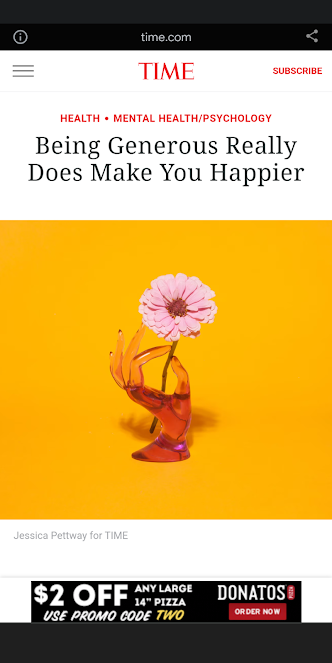 time.com
TIME
SUBSCRIBE
HEALTH • MENTAL HEALTH/PSYCHOLOGY
Being Generous Really
Does Make You Happier
Jessica Pettway for TIME
$2 OFF ANY LARGE 14" PIZZA
USE PROMO CODE TWO
DONATOS PIZZA
ORDER NOW